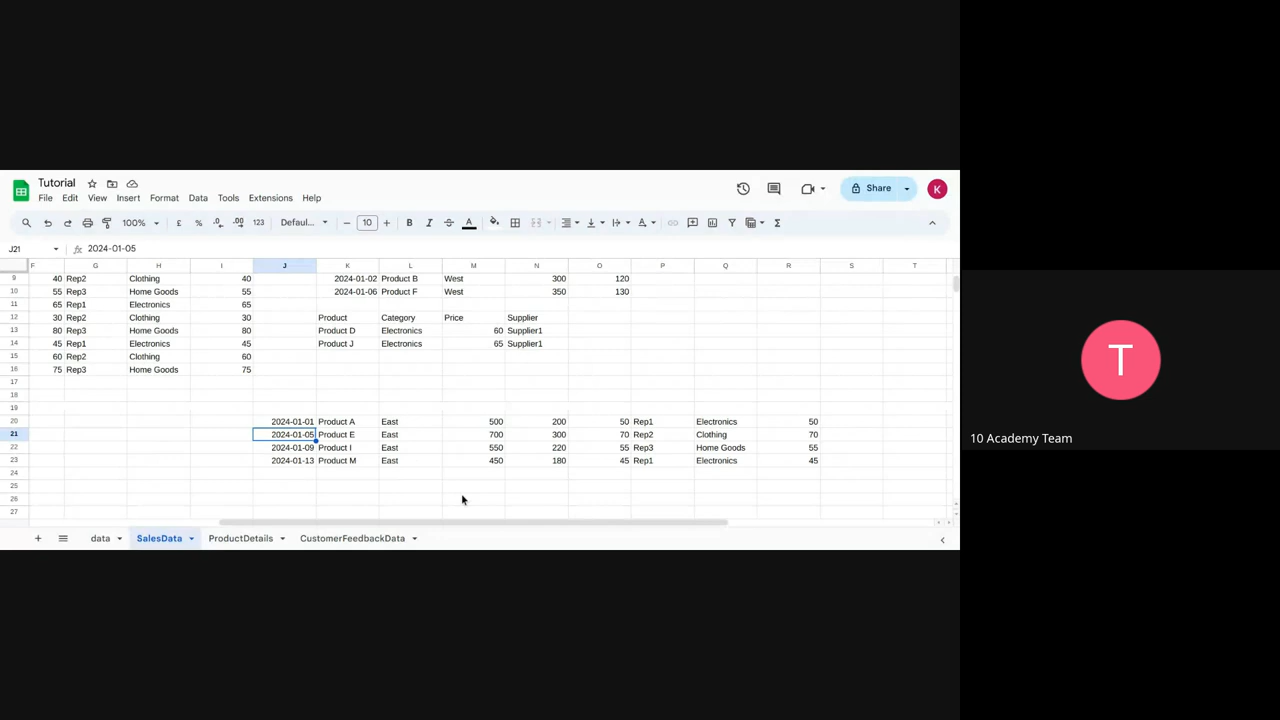 Tutorial
File Edit View Insert Format Data Tools Extensions Help
Share
K
100% £ % .0 .00 123 Defaul... 10 B I S A Σ
J21 fx 2024-01-05
F G H I J K L M N O P Q R S T
9 40 Rep2 Clothing 40 2024-01-02 Product B West 300 120
10 55 Rep3 Home Goods 55 2024-01-06 Product F West 350 130
11 65 Rep1 Electronics 65
12 30 Rep2 Clothing 30 Product Category Price Supplier
13 80 Rep3 Home Goods 80 Product D Electronics 60 Supplier1
14 45 Rep1 Electronics 45 Product J Electronics 65 Supplier1
15 60 Rep2 Clothing 60
16 75 Rep3 Home Goods 75
17
18
19
20 2024-01-01 Product A East 500 200 50 Rep1 Electronics 50
21 2024-01-05 Product E East 700 300 70 Rep2 Clothing 70
22 2024-01-09 Product I East 550 220 55 Rep3 Home Goods 55
23 2024-01-13 Product M East 450 180 45 Rep1 Electronics 45
24
25
26
27
data SalesData ProductDetails CustomerFeedbackData
T
10 Academy Team